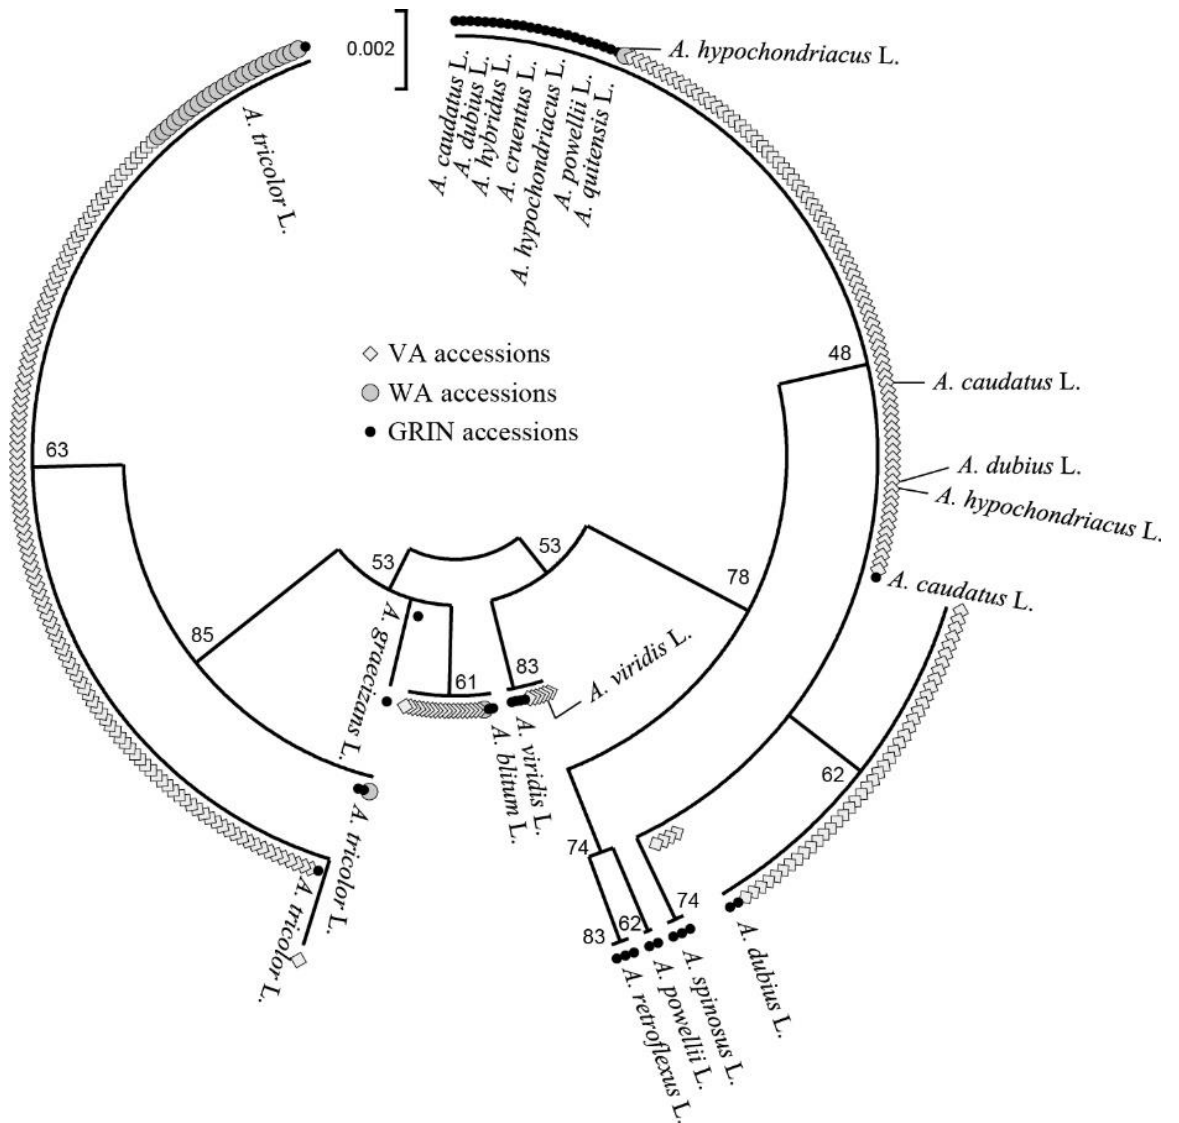 0.002
A. hypochondriacus L.
A. caudatus L.
A. dubius L.
A. hybridus L.
A. cruentus L.
A. hypochondriacus L.
A. powellii L.
A. quitensis L.
A. tricolor L.
VA accessions
WA accessions
GRIN accessions
48
A. caudatus L.
63
A. dubius L.
A. hypochondriacus L.
53
53
78
A. caudatus L.
85
A. graecizans L.
61
83
A. viridis L.
A. blitum L.
A. viridis L.
62
A. tricolor L.
A. tricolor L.
74
74
62
83
A. dubius L.
A. spinosus L.
A. powellii L.
A. retroflexus L.